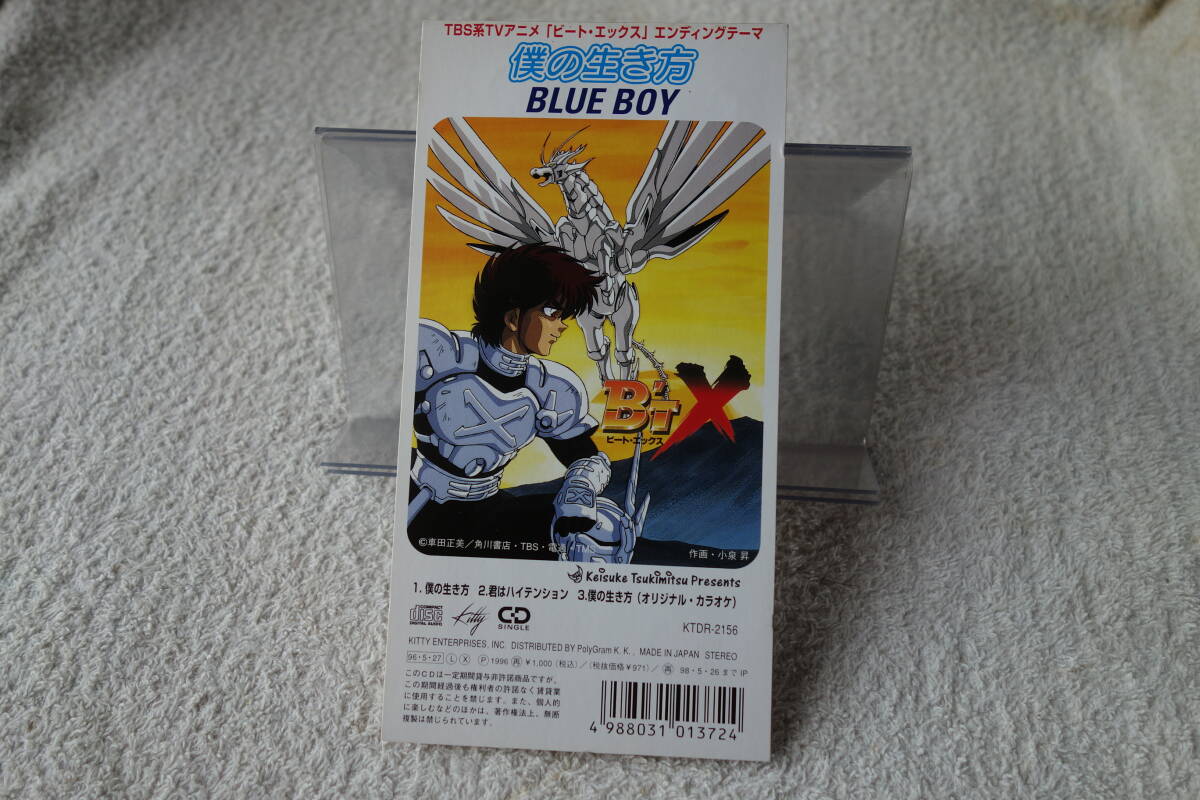 TBS系TVアニメ「ビート・エックス」エンディングテーマ
僕の生き方
BLUE BOY
B'T X
ビート・エックス
©車田正美／角川書店・TBS・電通・TMS
作画・小泉 昇
Keisuke Tsukimitsu Presents
1. 僕の生き方 2.君はハイテンション 3.僕の生き方（オリジナル・カラオケ）
COMPACT disc DIGITAL AUDIO Kitty CD SINGLE
KTDR-2156
KITTY ENTERPRISES, INC. DISTRIBUTED BY PolyGram K. K., MADE IN JAPAN STEREO
96・5・27 Ⓛ Ⓧ Ⓟ 1996 ㊞ ¥1,000（税込）／（税抜価格¥971）／ 再 98・5・26 まで IP
このCDは一定期間貸与非許諾商品ですが、
この期間経過後も権利者の許諾なく賃貸業
に使用することを禁じます。また、個人的
に楽しむなどのほかは、著作権法上、無断
複製は禁じられています。
4 988031 013724